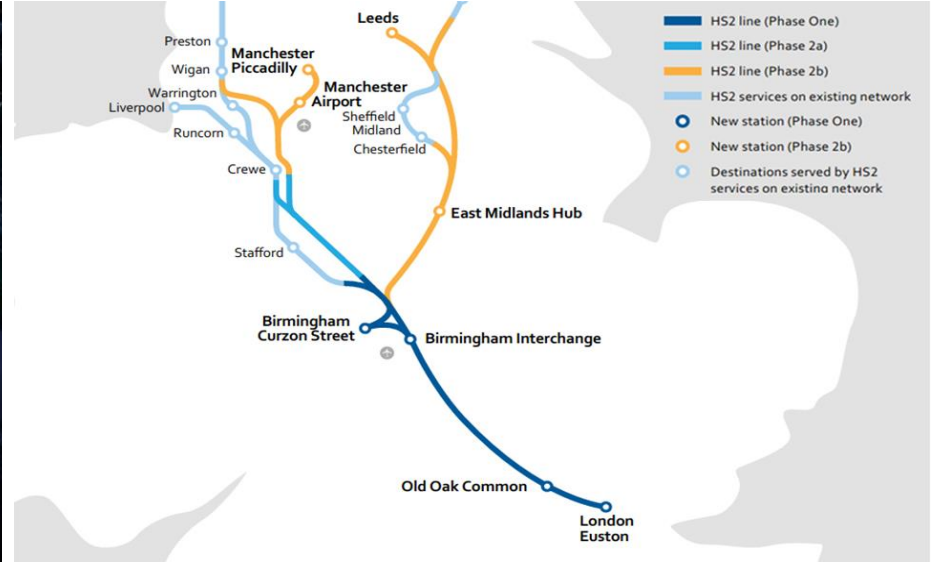 Leeds
Preston
Manchester
Piccadilly
Wigan
Warrington
Manchester
Airport
Liverpool
Sheffield
Midland
Runcorn
Chesterfield
Crewe
East Midlands Hub
Stafford
Birmingham
Curzon Street
Birmingham Interchange
Old Oak Common
London
Euston
HS2 line (Phase One)
HS2 line (Phase 2a)
HS2 line (Phase 2b)
HS2 services on existing network
New station (Phase One)
New station (Phase 2b)
Destinations served by HS2
services on existing network